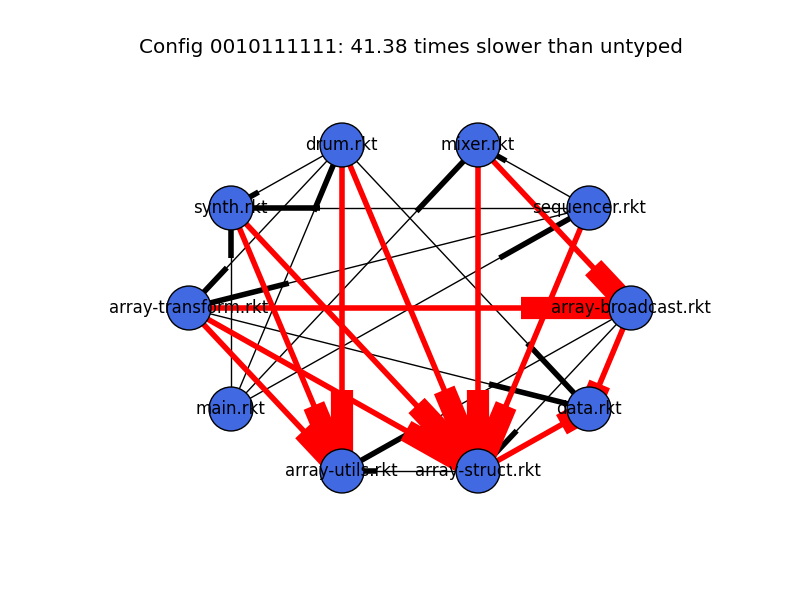 Config 0010111111: 41.38 times slower than untyped
drum.rkt
mixer.rkt
synth.rkt
sequencer.rkt
array-transform.rkt
array-broadcast.rkt
main.rkt
data.rkt
array-utils.rkt
array-struct.rkt